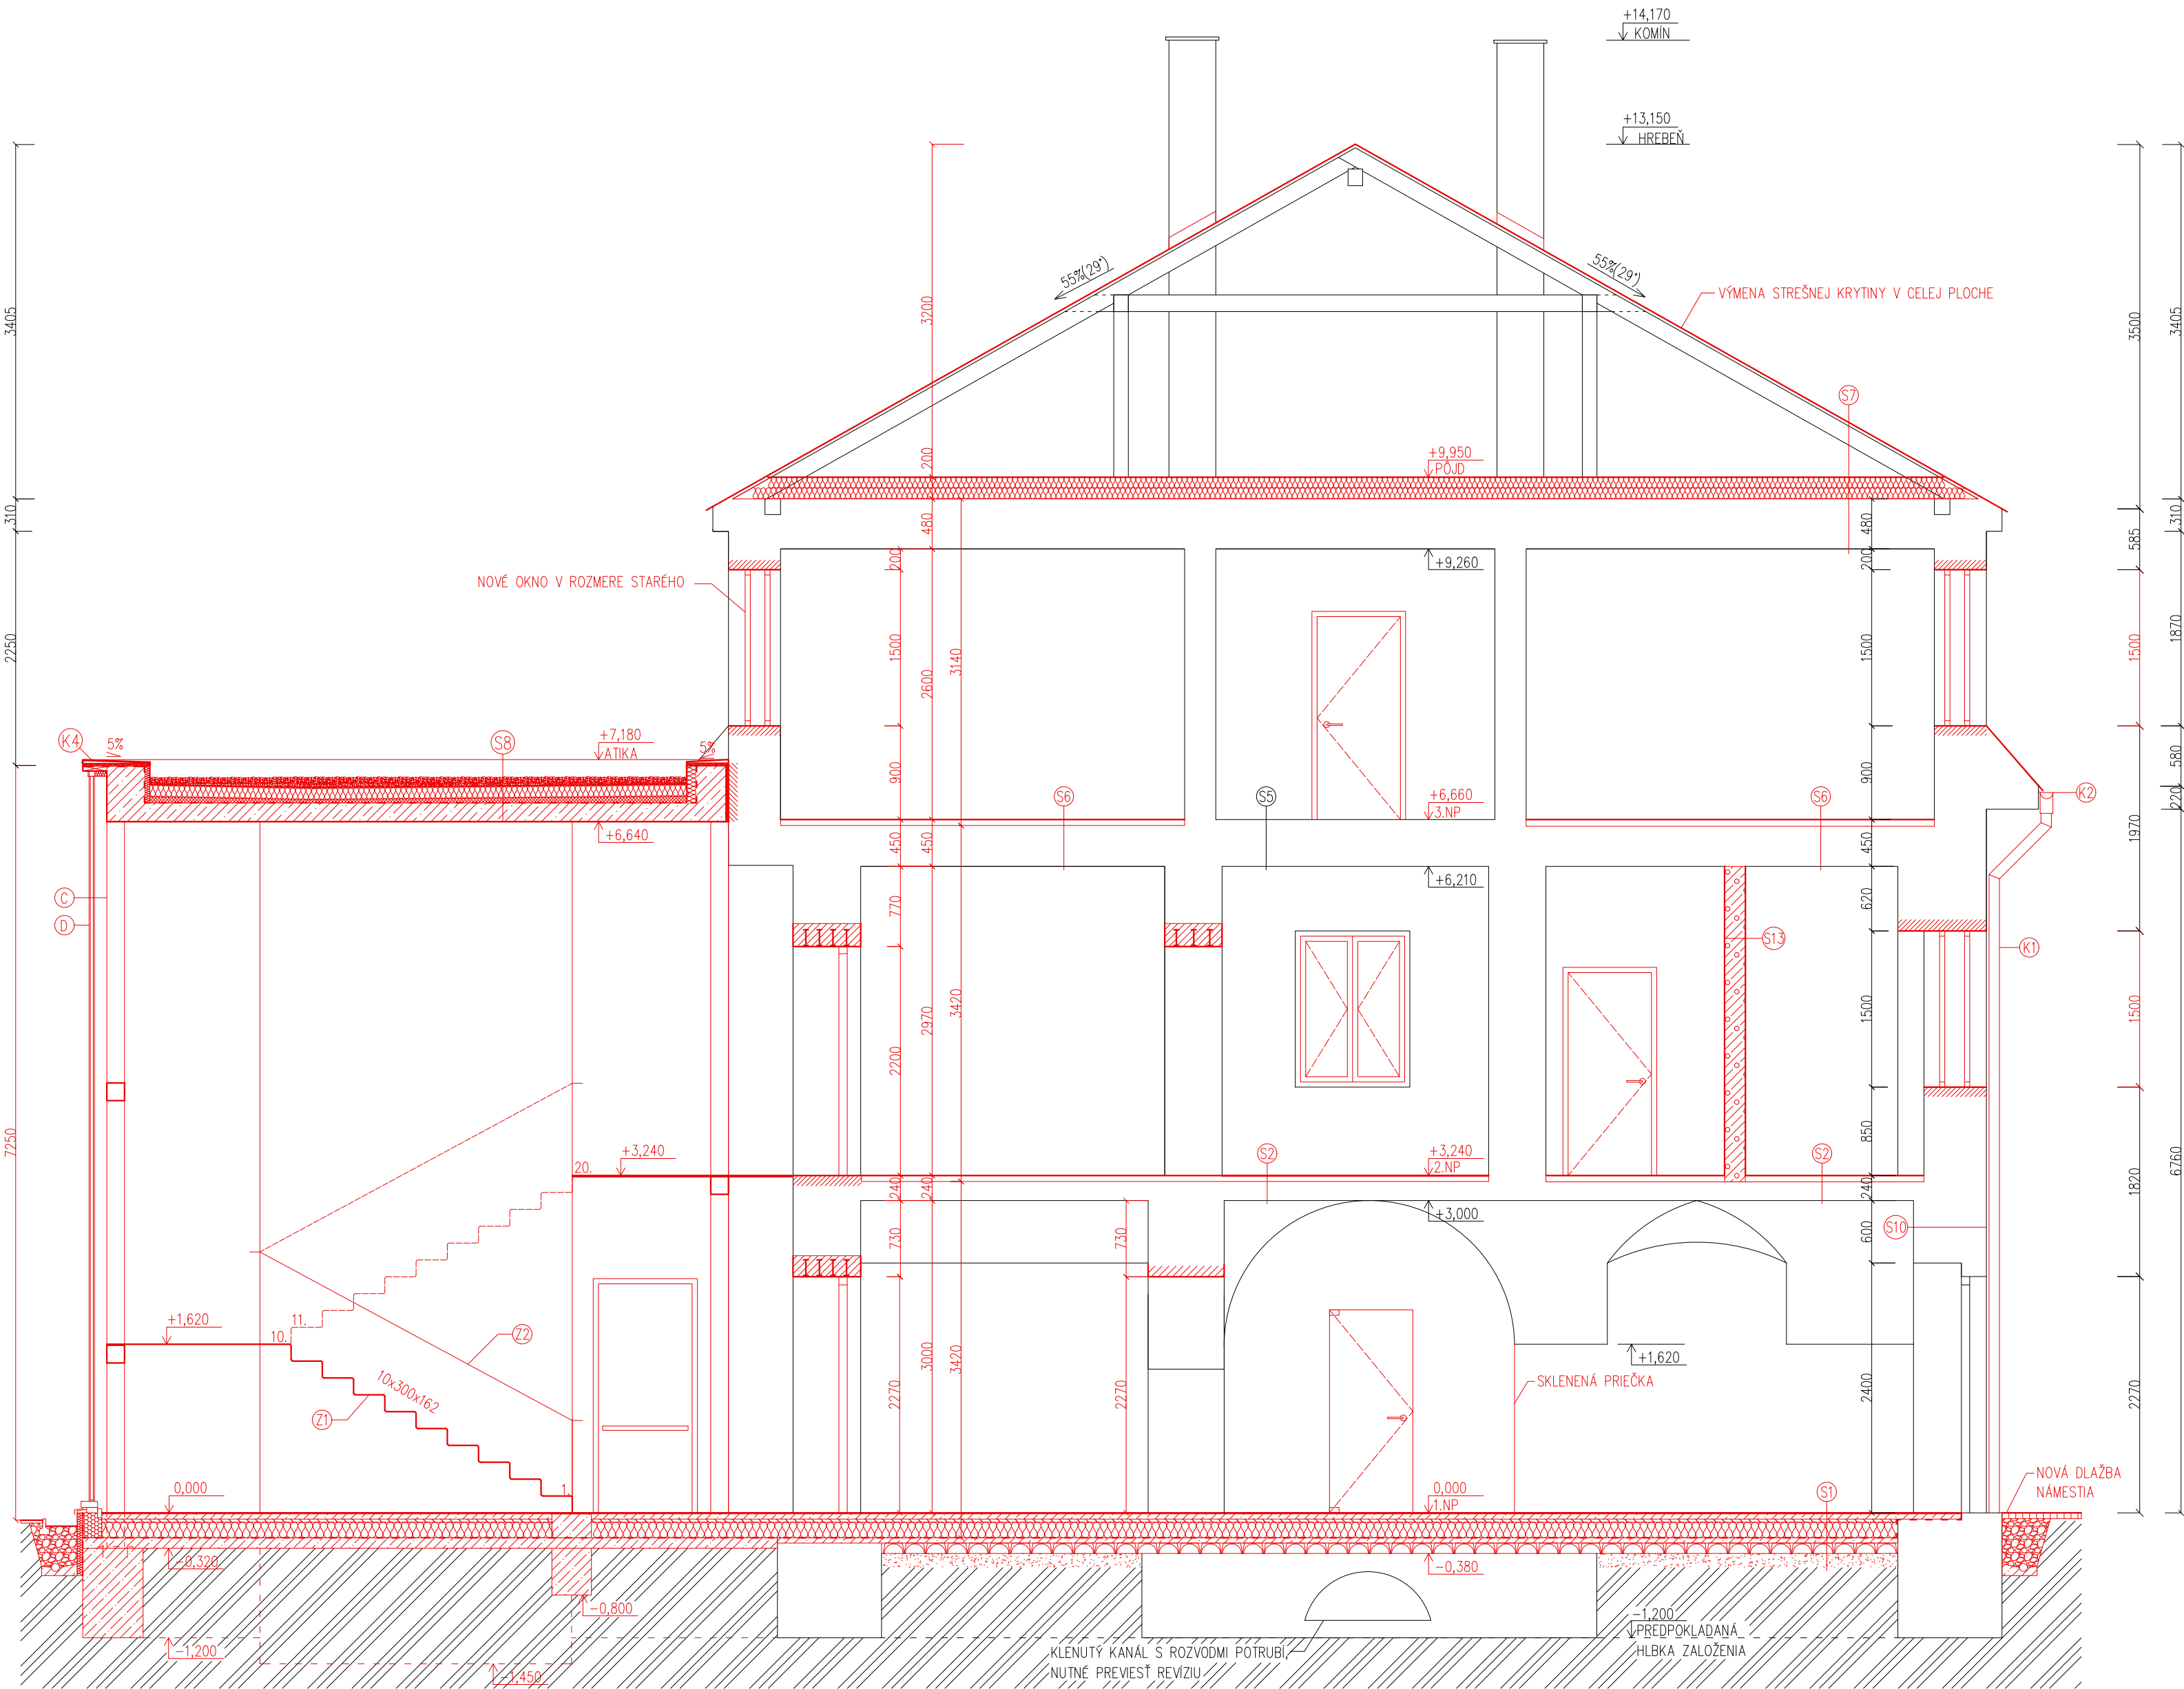 +14,170
KOMÍN
+13,150
HREBEŇ
55%(29°)
55%(29°)
VÝMENA STREŠNEJ KRYTINY V CELEJ PLOCHE
3405
310
2250
7250
3200
200
480
S7
+9,950
PÔJD
3500
585
1500
1970
1500
1820
2270
3405
310
1870
580
220
6760
NOVÉ OKNO V ROZMERE STARÉHO
200
1500
900
2600
3140
+9,260
480
200
1500
900
K4
5%
S8
+7,180
ATIKA
5%
+6,640
S6
S5
+6,660
3.NP
S6
K2
450
450
450
+6,210
C
D
770
2200
2970
3420
S13
620
1500
850
K1
20.
+3,240
S2
+3,240
2.NP
S2
240
240
240
+3,000
730
730
600
S10
+1,620
10.
11.
Z2
10x300x162
Z1
1.
2270
3000
3420
2270
+1,620
SKLENENÁ PRIEČKA
2400
0,000
0,000
1.NP
S1
NOVÁ DLAŽBA
NÁMESTIA
-0,320
-0,380
-0,800
-1,200
-1,450
KLENUTÝ KANÁL S ROZVODMI POTRUBÍ,
NUTNÉ PREVIESŤ REVÍZIU
-1,200
PREDPOKLADANÁ
HLBKA ZALOŽENIA